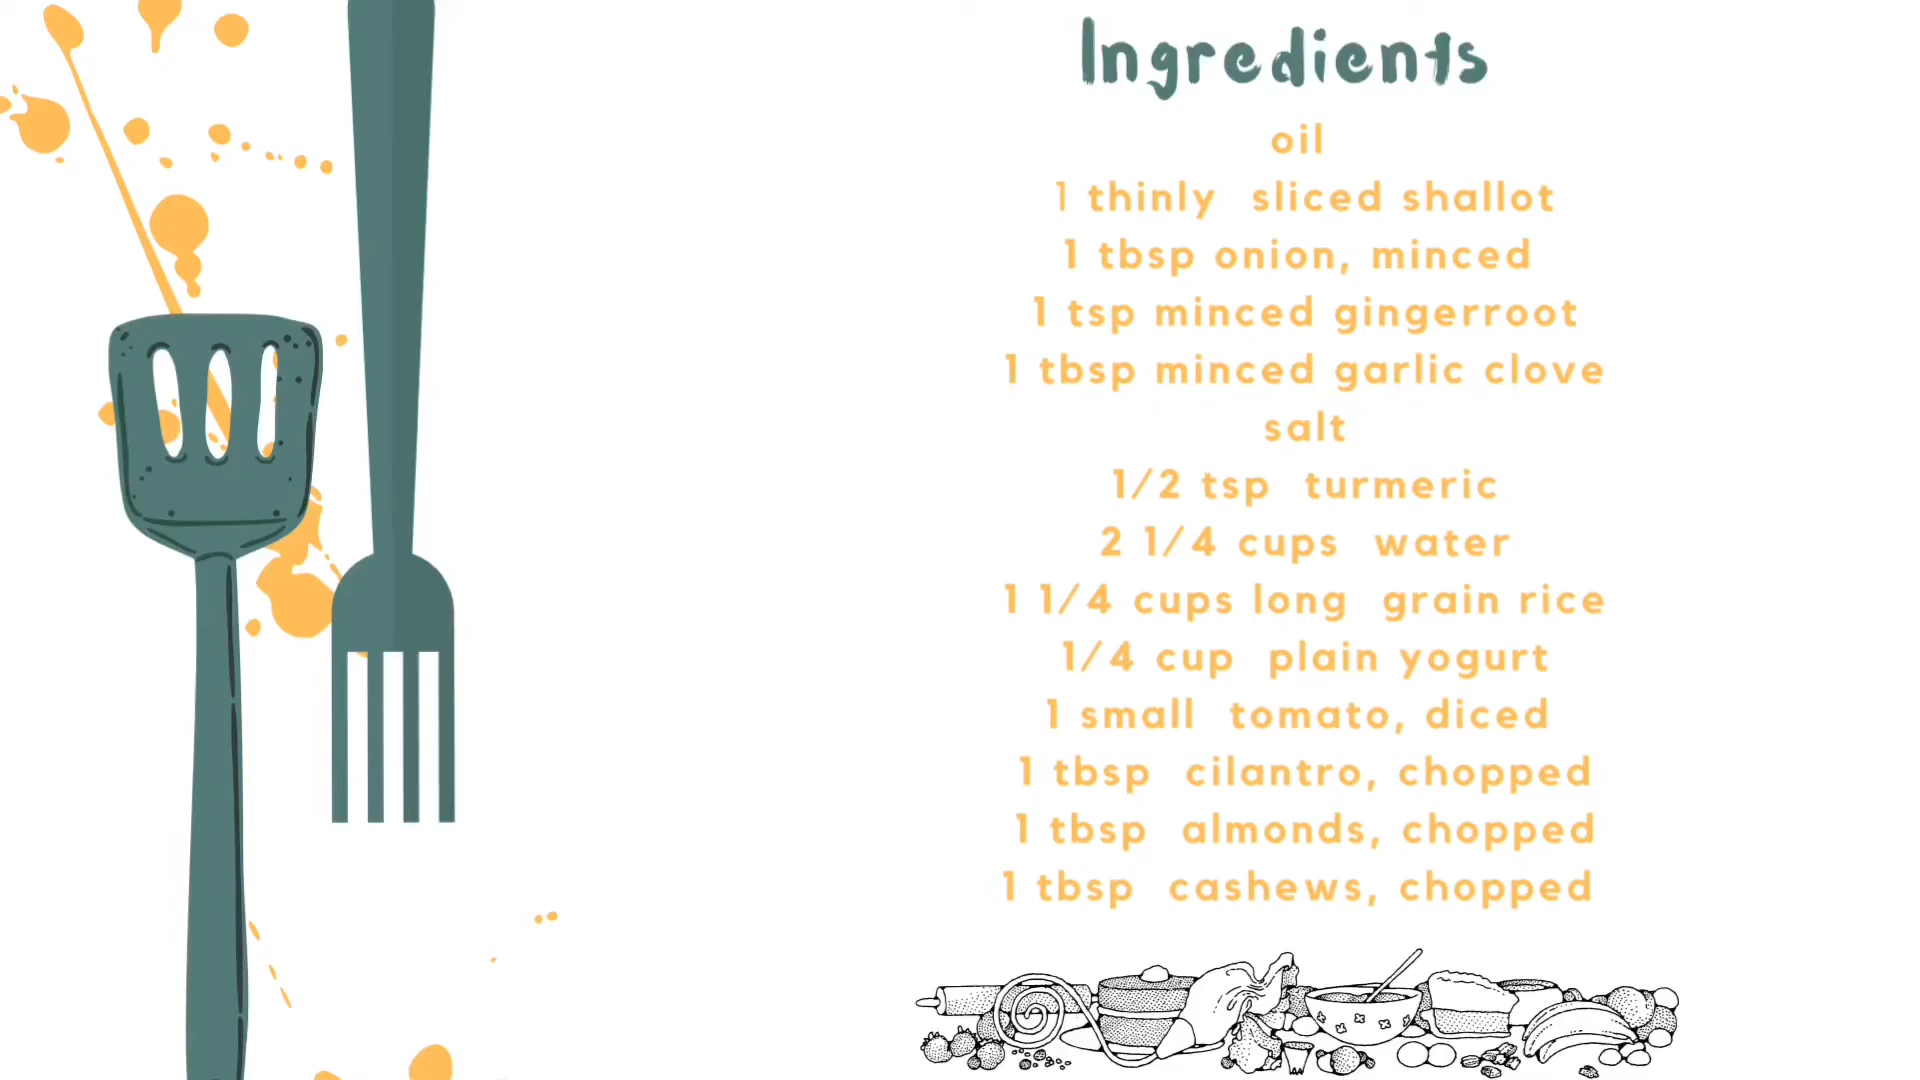 Ingredients
oil
1 thinly sliced shallot
1 tbsp onion, minced
1 tsp minced gingerroot
1 tbsp minced garlic clove
salt
1/2 tsp turmeric
2 1/4 cups water
1 1/4 cups long grain rice
1/4 cup plain yogurt
1 small tomato, diced
1 tbsp cilantro, chopped
1 tbsp almonds, chopped
1 tbsp cashews, chopped